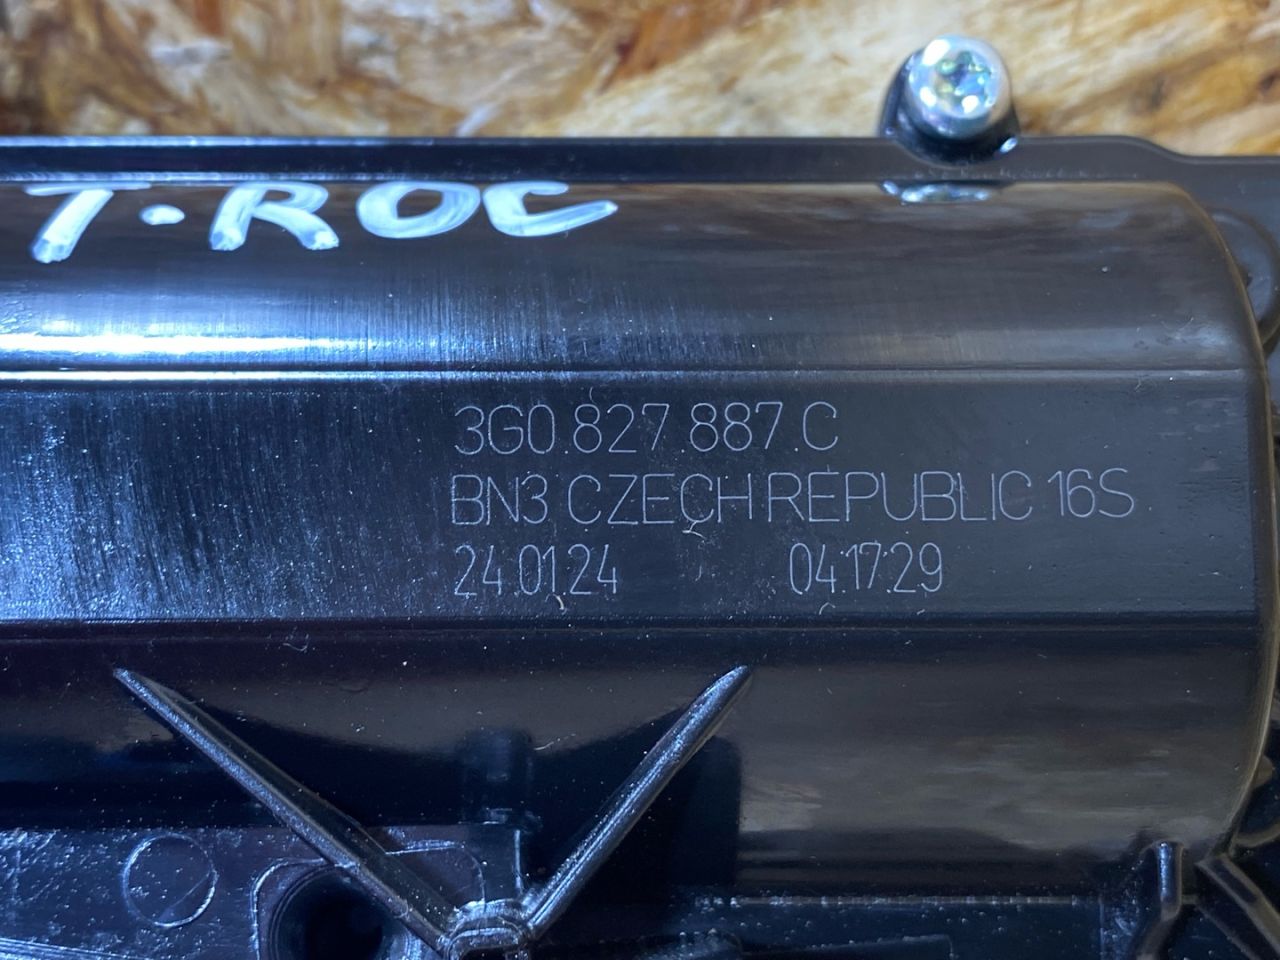 T-ROC
3G0.827.887.C
BN3 CZECH REPUBLIC 16S
24.01.24 04:17:29